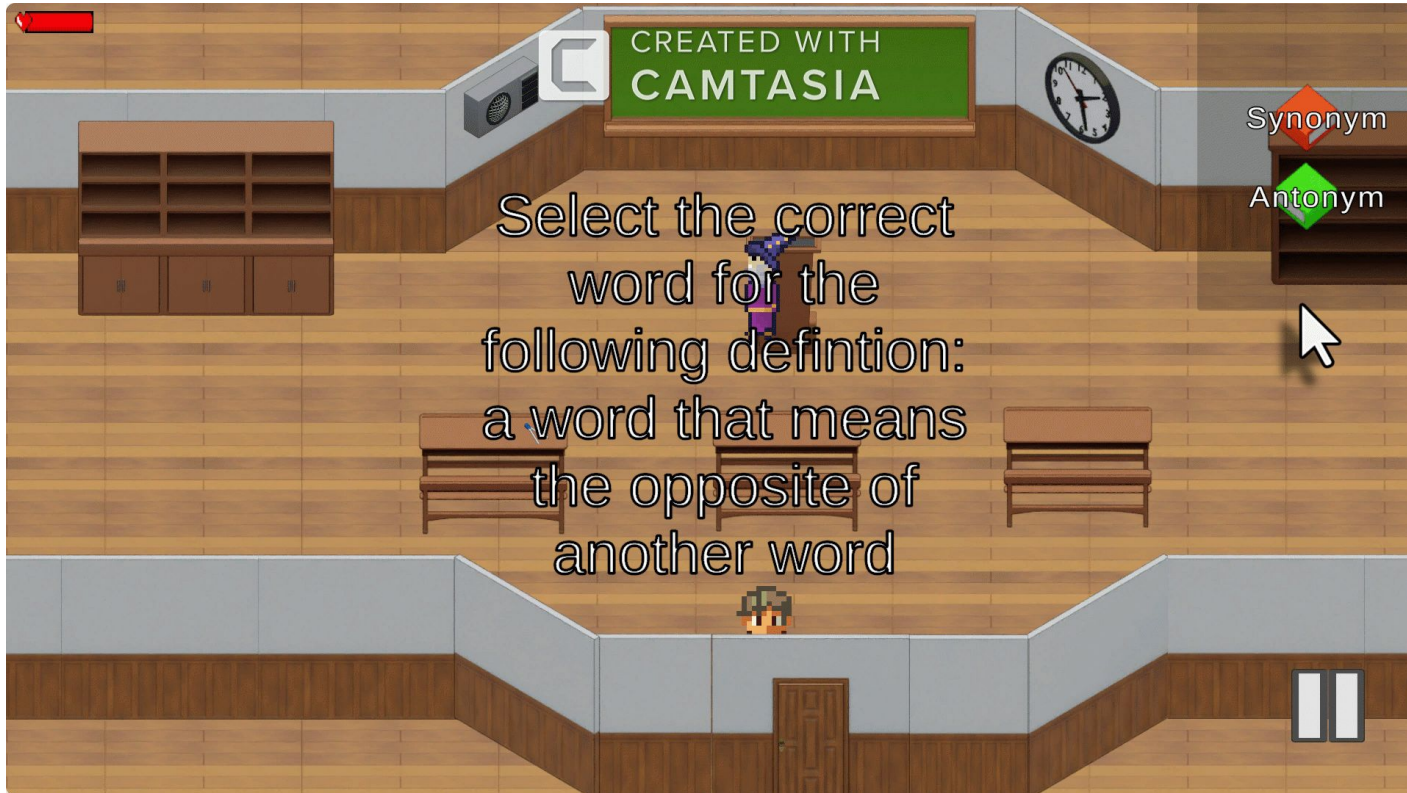 CREATED WITH
CAMTASIA
Synonym
Antonym
Select the correct
word for the
following defintion:
a word that means
the opposite of
another word